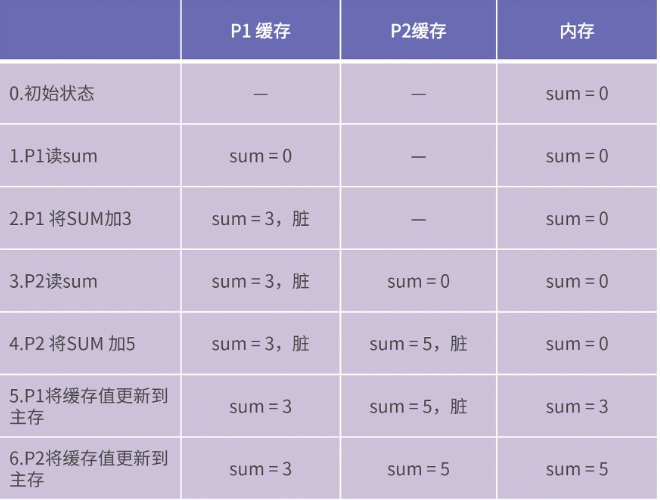 P1 缓存 P2缓存 内存
0.初始状态 — — sum = 0
1.P1读sum sum = 0 — sum = 0
2.P1 将SUM加3 sum = 3，脏 — sum = 0
3.P2读sum sum = 3，脏 sum = 0 sum = 0
4.P2 将SUM 加5 sum = 3，脏 sum = 5，脏 sum = 0
5.P1将缓存值更新到
主存 sum = 3 sum = 5，脏 sum = 3
6.P2将缓存值更新到
主存 sum = 3 sum = 5 sum = 5